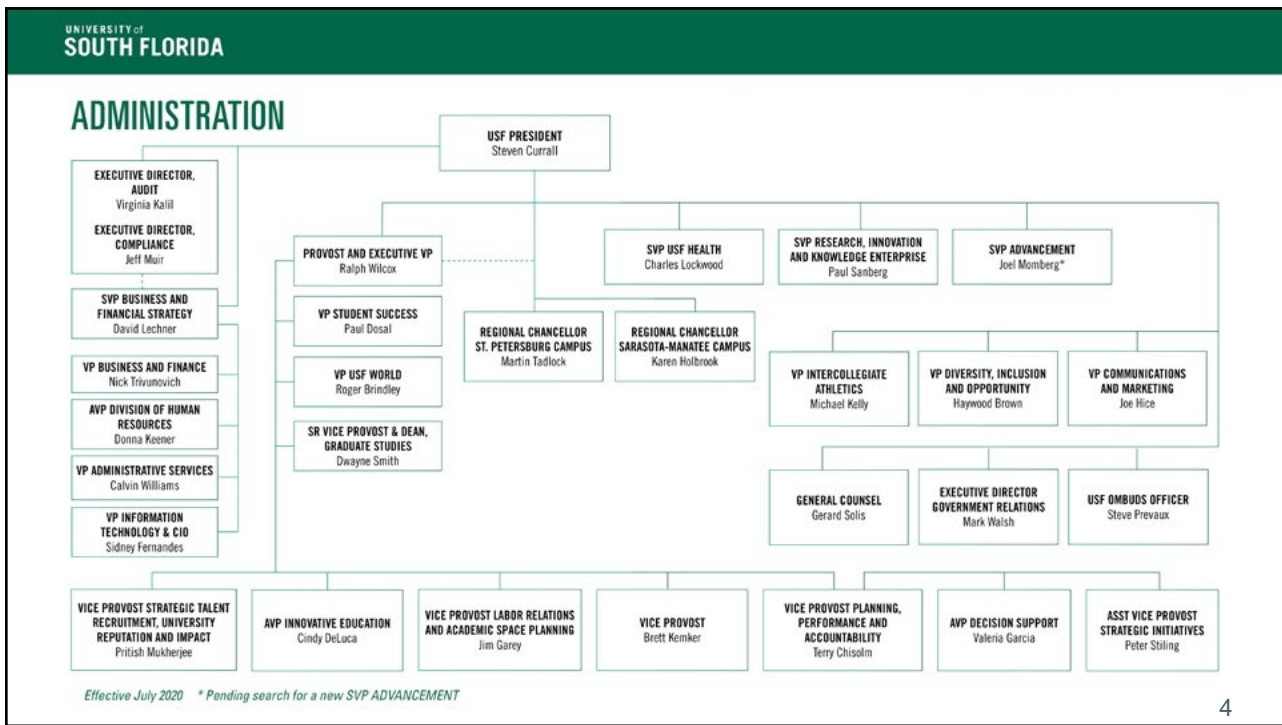 UNIVERSITY of
SOUTH FLORIDA
ADMINISTRATION
USF PRESIDENT
Steven Currall
EXECUTIVE DIRECTOR,
AUDIT
Virginia Kalil
EXECUTIVE DIRECTOR,
COMPLIANCE
Jeff Muir
PROVOST AND EXECUTIVE VP
Ralph Wilcox
SVP USF HEALTH
Charles Lockwood
SVP RESEARCH, INNOVATION
AND KNOWLEDGE ENTERPRISE
Paul Sanberg
SVP ADVANCEMENT
Joel Momberg*
SVP BUSINESS AND
FINANCIAL STRATEGY
David Lechner
VP STUDENT SUCCESS
Paul Dosal
REGIONAL CHANCELLOR
ST. PETERSBURG CAMPUS
Martin Tadlock
REGIONAL CHANCELLOR
SARASOTA-MANATEE CAMPUS
Karen Holbrook
VP BUSINESS AND FINANCE
Nick Trivunovich
VP USF WORLD
Roger Brindley
VP INTERCOLLEGIATE
ATHLETICS
Michael Kelly
VP DIVERSITY, INCLUSION
AND OPPORTUNITY
Haywood Brown
VP COMMUNICATIONS
AND MARKETING
Joe Hice
AVP DIVISION OF HUMAN
RESOURCES
Donna Keener
SR VICE PROVOST & DEAN,
GRADUATE STUDIES
Dwayne Smith
VP ADMINISTRATIVE SERVICES
Calvin Williams
GENERAL COUNSEL
Gerard Solis
EXECUTIVE DIRECTOR
GOVERNMENT RELATIONS
Mark Walsh
USF OMBUDS OFFICER
Steve Prevaux
VP INFORMATION
TECHNOLOGY & CIO
Sidney Fernandes
VICE PROVOST STRATEGIC TALENT
RECRUITMENT, UNIVERSITY
REPUTATION AND IMPACT
Pritish Mukherjee
AVP INNOVATIVE EDUCATION
Cindy DeLuca
VICE PROVOST LABOR RELATIONS
AND ACADEMIC SPACE PLANNING
Jim Garey
VICE PROVOST
Brett Kemker
VICE PROVOST PLANNING,
PERFORMANCE AND
ACCOUNTABILITY
Terry Chisolm
AVP DECISION SUPPORT
Valeria Garcia
ASST VICE PROVOST
STRATEGIC INITIATIVES
Peter Stiling
Effective July 2020 * Pending search for a new SVP ADVANCEMENT
4